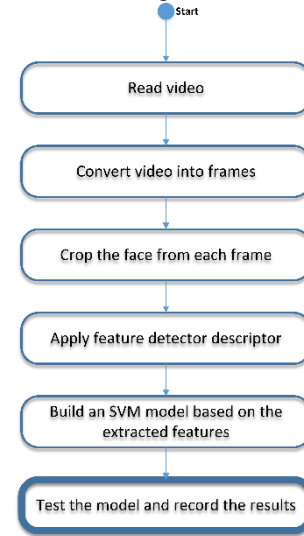 Start
Read video
Convert video into frames
Crop the face from each frame
Apply feature detector descriptor
Build an SVM model based on the
extracted features
Test the model and record the results